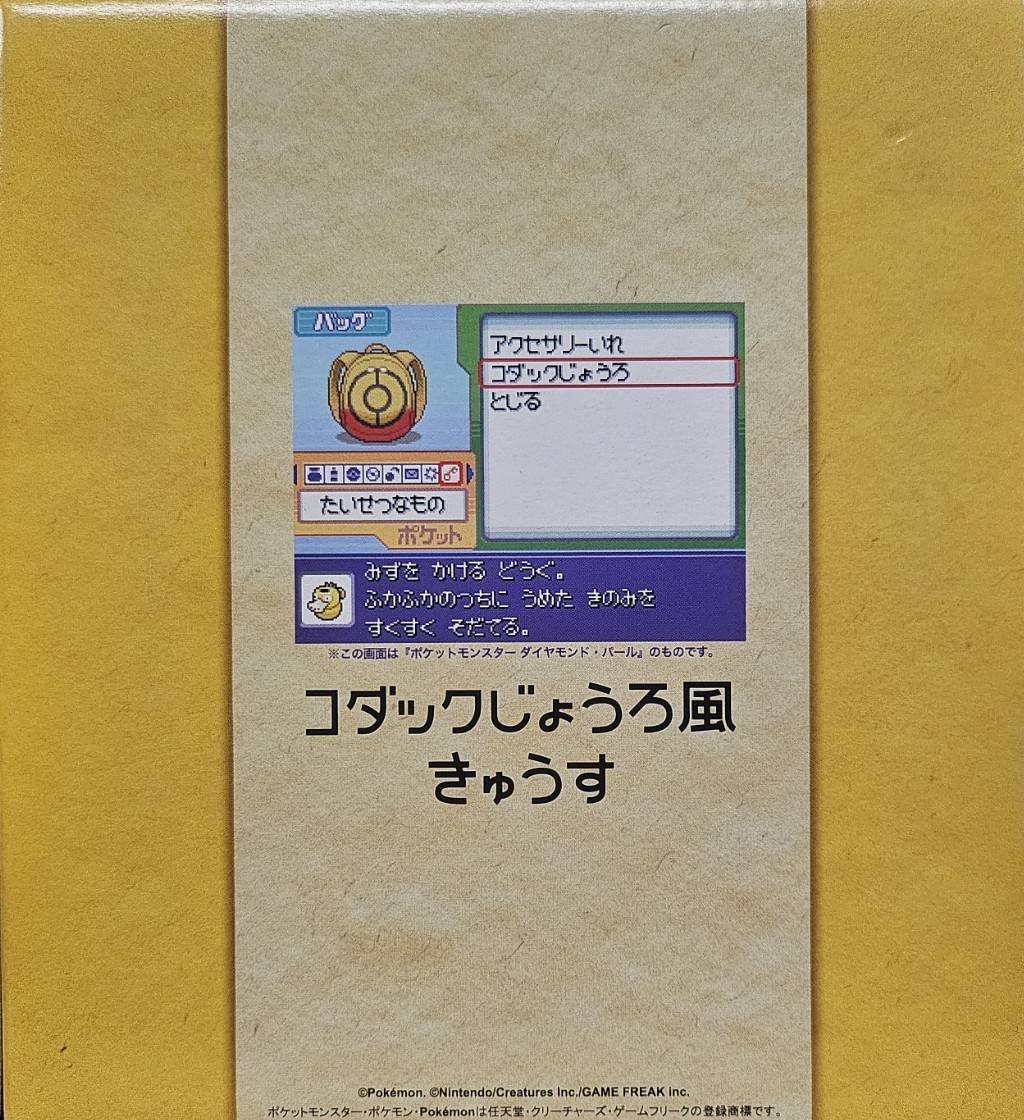 バッグ
アクセサリーいれ
コダックじょうろ
とじる
たいせつなもの
ポケット
みずを かける どうぐ。
ふかふかのつちに うめた きのみを
すくすく そだてる。
※この画面は『ポケットモンスター ダイヤモンド・パール』のものです。
コダックじょうろ風
きゅうす
©Pokémon. ©Nintendo/Creatures Inc./GAME FREAK inc.
ポケットモンスター・ポケモン・Pokémonは任天堂・クリーチャーズ・ゲームフリークの登録商標です。